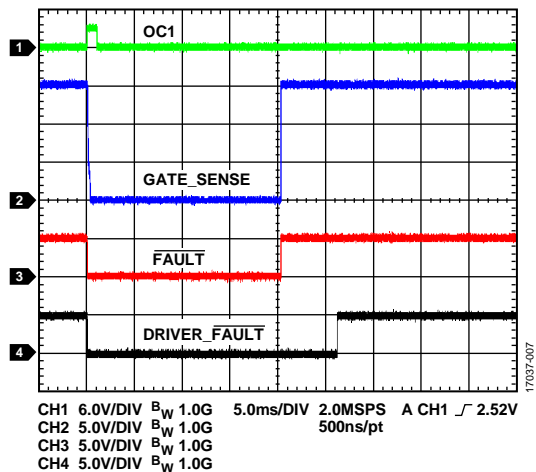 OC1
1
GATE_SENSE
2
FAULT
3
DRIVER_FAULT
4
17037-007
CH1 6.0V/DIV BW 1.0G 5.0ms/DIV 2.0MSPS A CH1 2.52V
CH2 5.0V/DIV BW 1.0G 500ns/pt
CH3 5.0V/DIV BW 1.0G
CH4 5.0V/DIV BW 1.0G